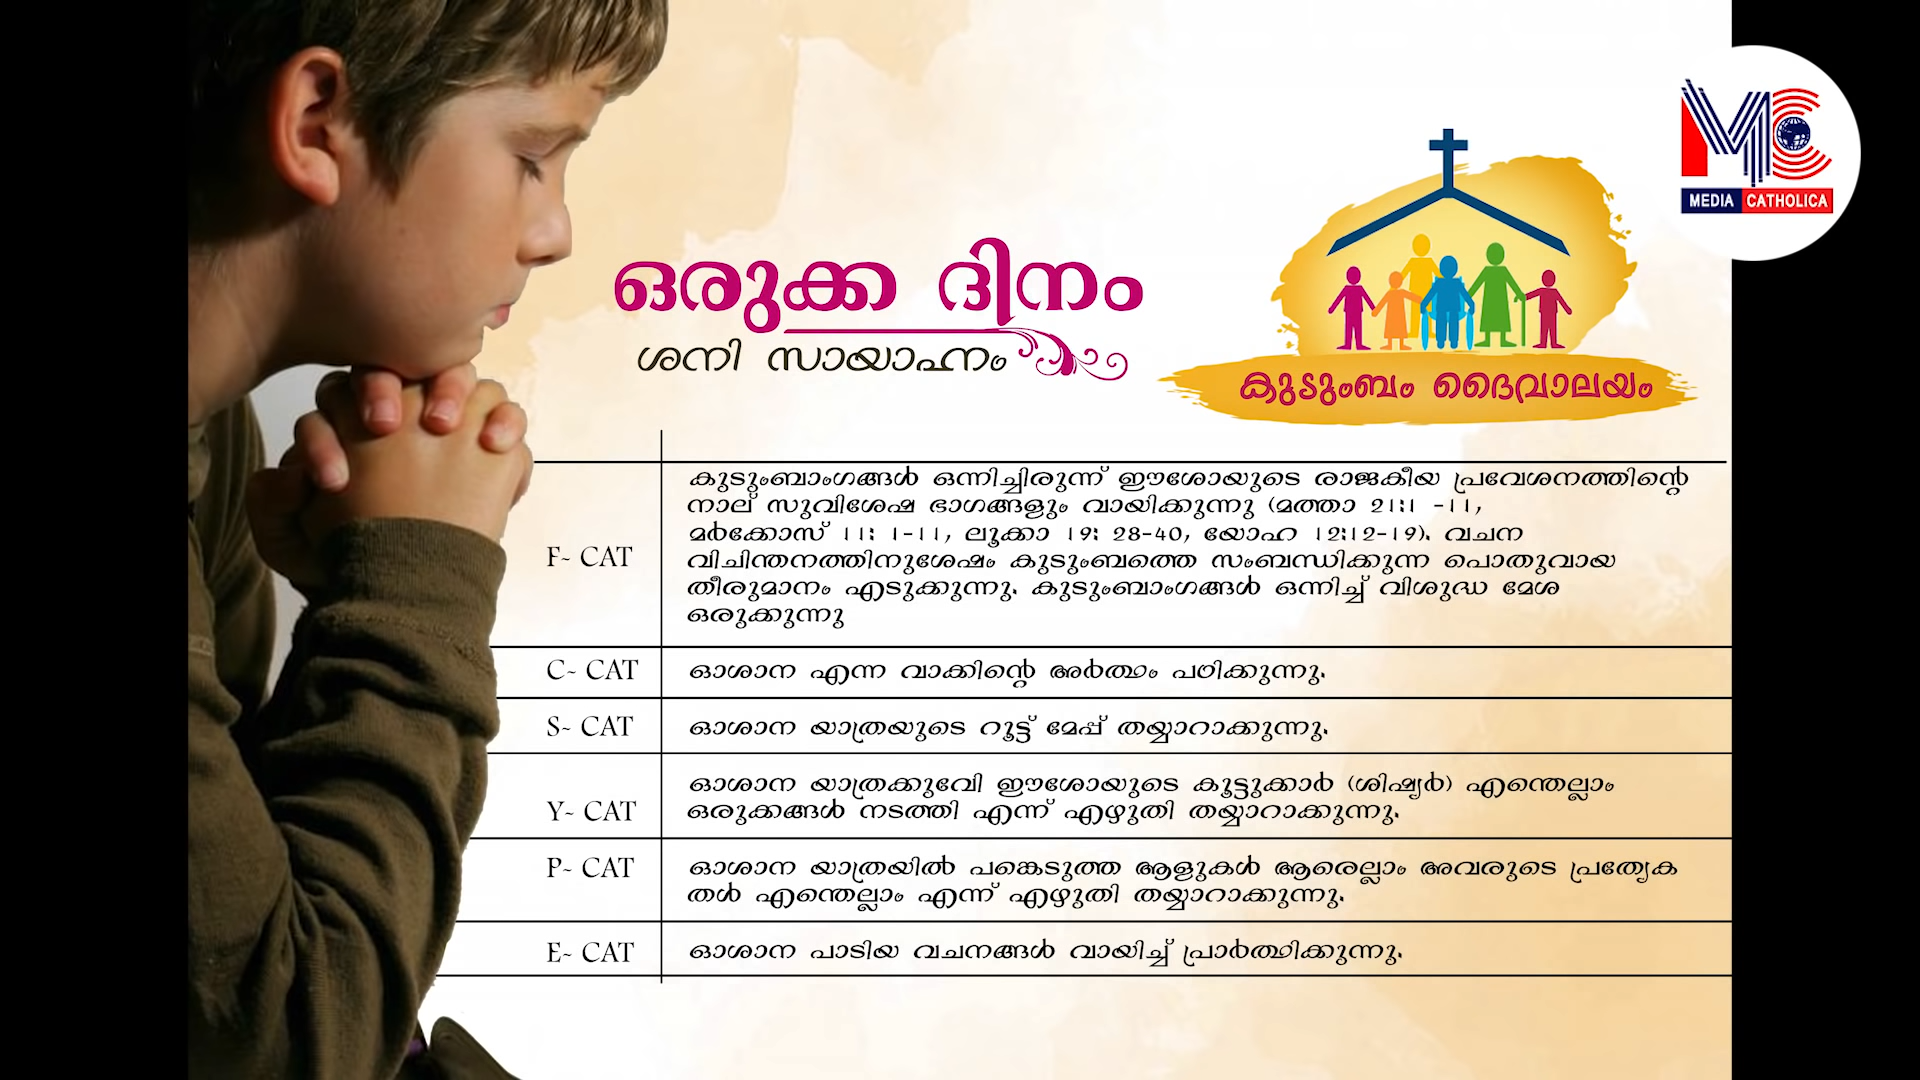 MEDIA CATHOLICA
ഒരുക്ക ദിനം
ശനി സായാഹ്നം
കുടുംബം ദൈവാലയം
F- CAT
കുടുംബാംഗങ്ങൾ ഒന്നിച്ചിരുന്ന് ഈശോയുടെ രാജകീയ പ്രവേശനത്തിന്റെ
നാല് സുവിശേഷ ഭാഗങ്ങളും വായിക്കുന്നു (മത്താ 21:1 -11,
മർക്കോസ് 11: 1-11, ലൂക്കാ 19: 28-40, യോഹ 12:12-19). വചന
വിചിന്തനത്തിനുശേഷം കുടുംബത്തെ സംബന്ധിക്കുന്ന പൊതുവായ
തീരുമാനം എടുക്കുന്നു. കുടുംബാംഗങ്ങൾ ഒന്നിച്ച് വിശുദ്ധ മേശ
ഒരുക്കുന്നു
C- CAT
ഓശാന എന്ന വാക്കിന്റെ അർത്ഥം പഠിക്കുന്നു.
S- CAT
ഓശാന യാത്രയുടെ റൂട്ട് മേപ്പ് തയ്യാറാക്കുന്നു.
Y- CAT
ഓശാന യാത്രക്കുവേി ഈശോയുടെ കൂട്ടുക്കാർ (ശിഷ്യർ) എന്തെല്ലാം
ഒരുക്കങ്ങൾ നടത്തി എന്ന് എഴുതി തയ്യാറാക്കുന്നു.
P- CAT
ഓശാന യാത്രയിൽ പങ്കെടുത്ത ആളുകൾ ആരെല്ലാം അവരുടെ പ്രത്യേക
തൾ എന്തെല്ലാം എന്ന് എഴുതി തയ്യാറാക്കുന്നു.
E- CAT
ഓശാന പാടിയ വചനങ്ങൾ വായിച്ച് പ്രാർത്ഥിക്കുന്നു.